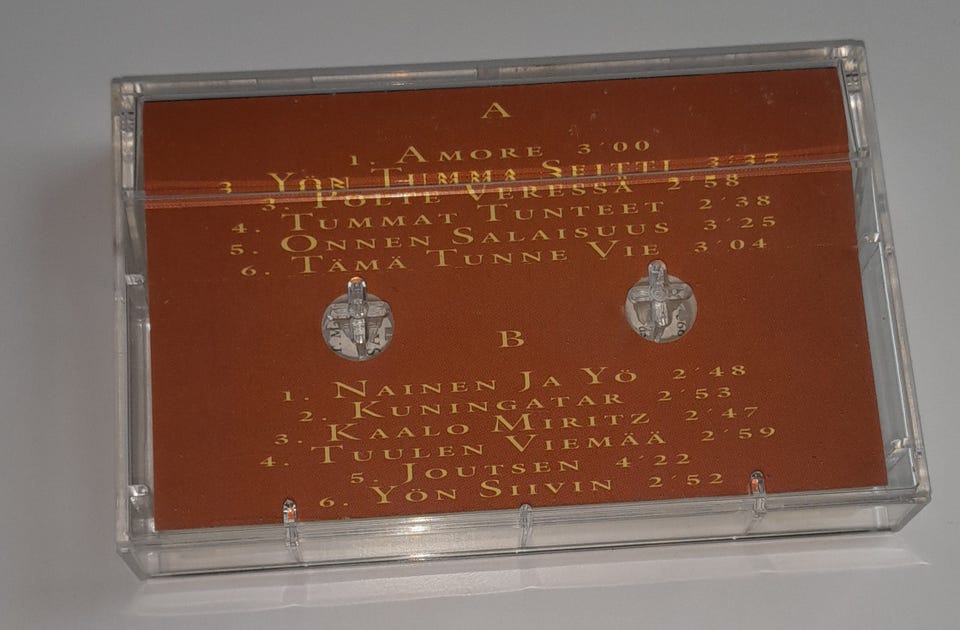 A
1. AMORE 3´00
YÖN TUMMA SEITTI
3. POLTE VERESSÄ 2´58
4. TUMMAT TUNTEET 2´38
5. ONNEN SALAISUUS 3´25
6. TÄMÄ TUNNE VIE 3´04
B
1. NAINEN JA YÖ 2´48
2. KUNINGATAR 2´53
3. KAALO MIRITZ 2´47
4. TUULEN VIEMÄÄ 2´59
5. JOUTSEN 4´22
6. YÖN SIIVIN 2´52